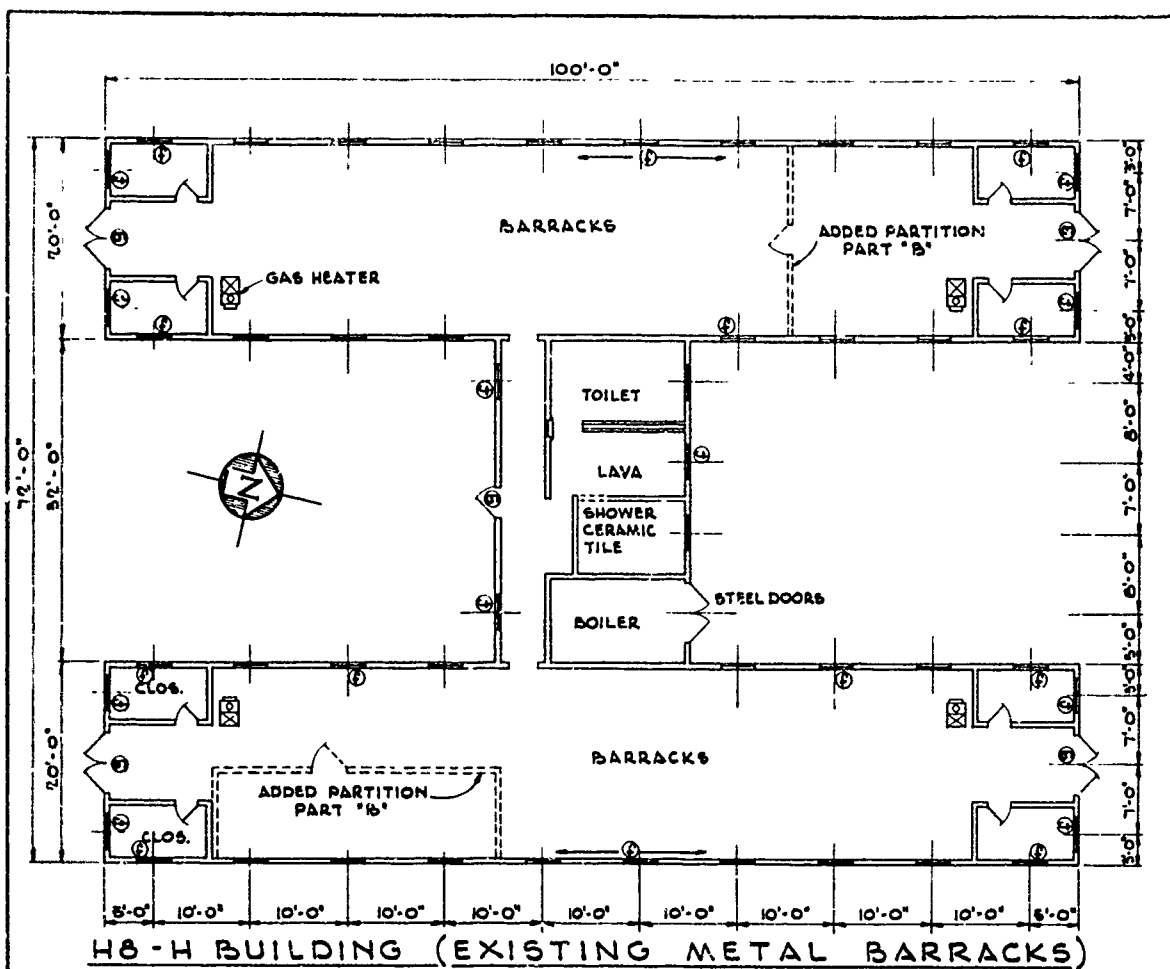 100'-0"
BARRACKS
ADDED PARTITION
PART "B"
GAS HEATER
20'-0"
3'-0"
7'-0"
7'-0"
3'-0"
72'-0"
32'-0"
N
TOILET
LAVA
SHOWER
CERAMIC
TILE
BOILER
STEEL DOORS
4'-0"
8'-0"
7'-0"
8'-0"
CLOS.
BARRACKS
ADDED PARTITION
PART "B"
CLOS.
20'-0"
3'-0"
7'-0"
7'-0"
3'-0"
5'-0" 10'-0" 10'-0" 10'-0" 10'-0" 10'-0" 10'-0" 10'-0" 10'-0" 10'-0" 5'-0"
H8-H BUILDING (EXISTING METAL BARRACKS)